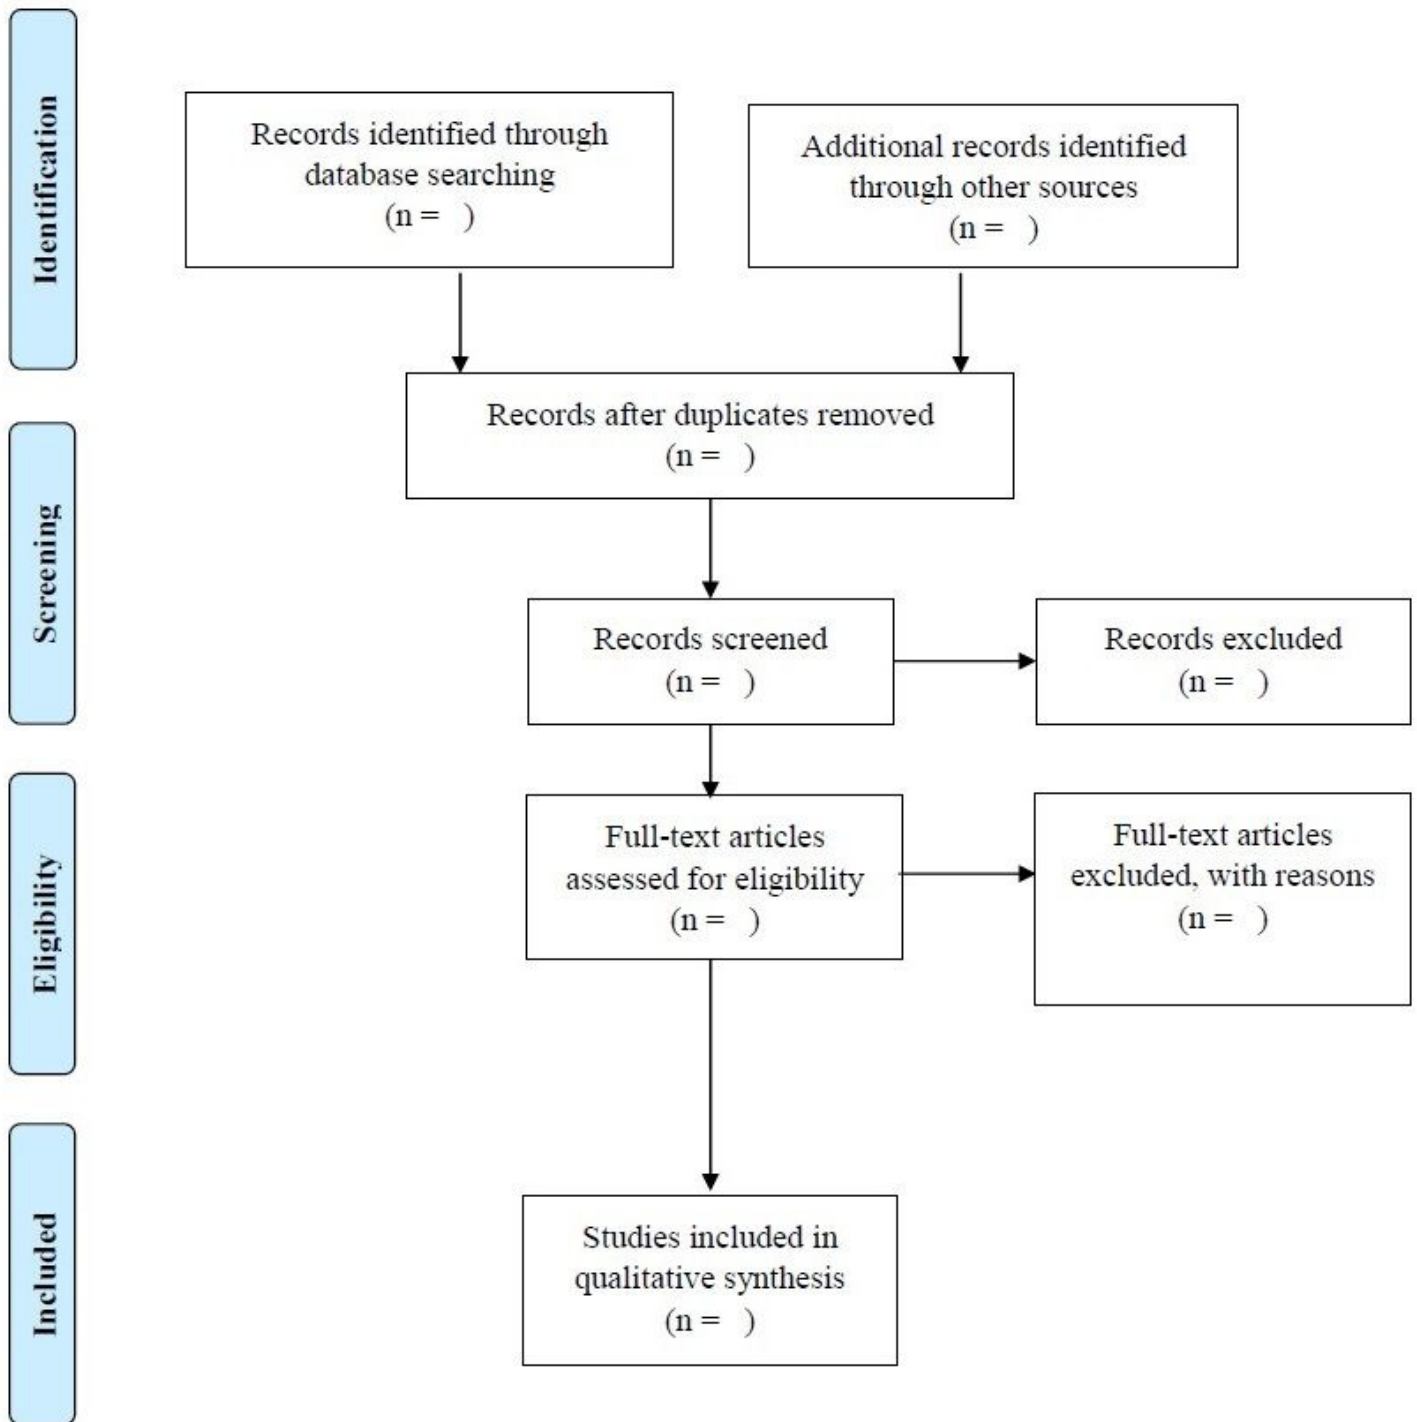 Identification
Records identified through
database searching
(n =   )
Additional records identified
through other sources
(n =   )
Records after duplicates removed
(n =   )
Screening
Records screened
(n =   )
Records excluded
(n =   )
Eligibility
Full-text articles
assessed for eligibility
(n =   )
Full-text articles
excluded, with reasons
(n =   )
Included
Studies included in
qualitative synthesis
(n =   )